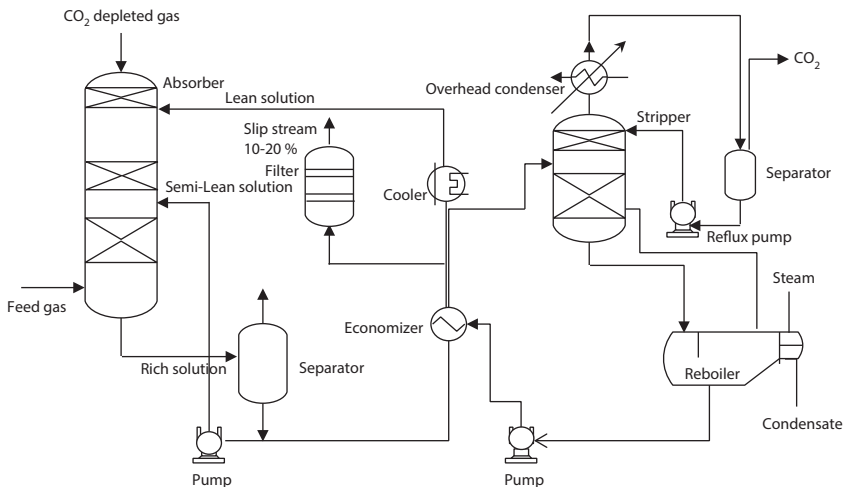 CO2 depleted gas
Absorber
Lean solution
Slip stream
10-20 %
Filter
Semi-Lean solution
Cooler
Overhead condenser
CO2
Stripper
Separator
Reflux pump
Steam
Feed gas
Economizer
Rich solution
Separator
Reboiler
Condensate
Pump
Pump